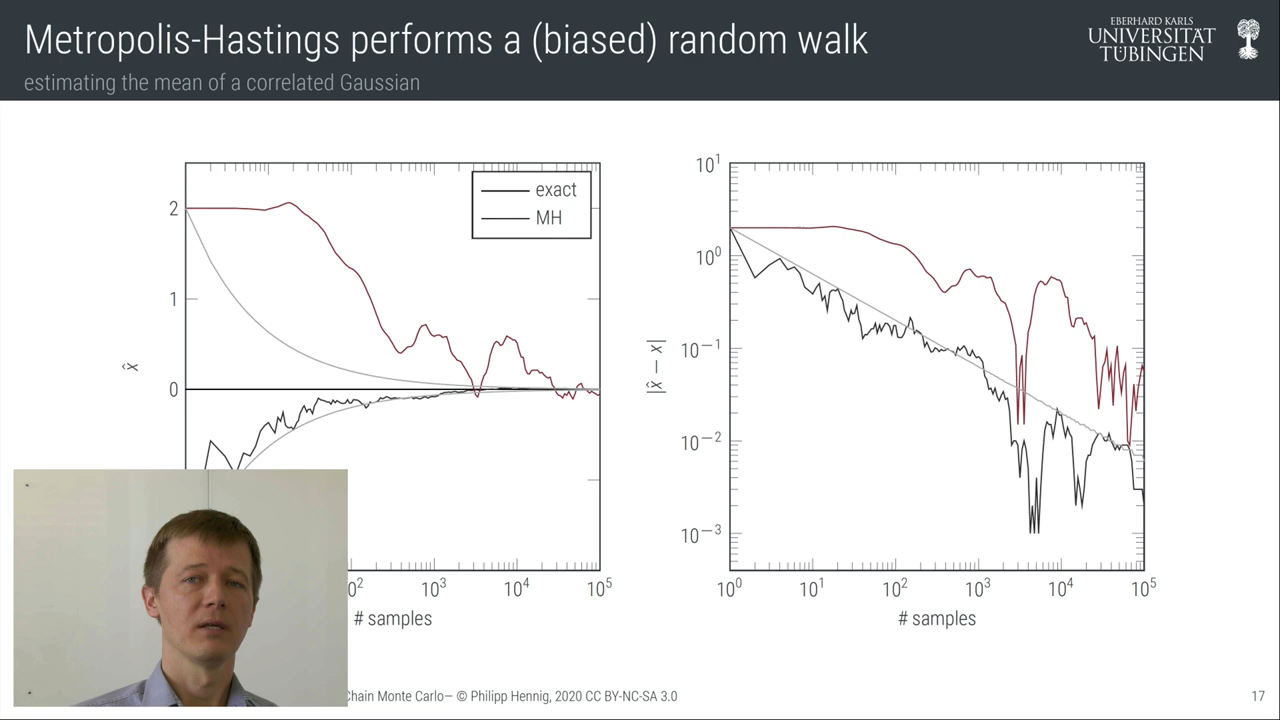 Metropolis-Hastings performs a (biased) random walk
estimating the mean of a correlated Gaussian
EBERHARD KARLS
UNIVERSITÄT
TÜBINGEN
exact
MH
2
1
0
x̂
10³
10⁴
10⁵
# samples
10¹
10⁰
10⁻¹
10⁻²
10⁻³
|x̂ − x|
10⁰
10¹
10²
10³
10⁴
10⁵
# samples
Chain Monte Carlo— © Philipp Hennig, 2020 CC BY-NC-SA 3.0
17